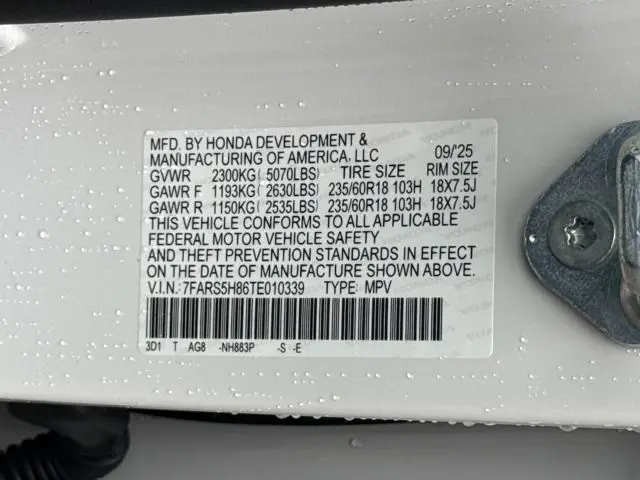 MFD. BY HONDA DEVELOPMENT &
MANUFACTURING OF AMERICA, LLC 09/'25
GVWR 2300KG ( 5070LBS) TIRE SIZE RIM SIZE
GAWR F 1193KG ( 2630LBS) 235/60R18 103H 18X7.5J
GAWR R 1150KG ( 2535LBS) 235/60R18 103H 18X7.5J
THIS VEHICLE CONFORMS TO ALL APPLICABLE
FEDERAL MOTOR VEHICLE SAFETY
AND THEFT PREVENTION STANDARDS IN EFFECT
ON THE DATE OF MANUFACTURE SHOWN ABOVE.
V.I.N.: 7FARS5H86TE010339 TYPE: MPV
3D1 T AG8 -NH883P -S -E